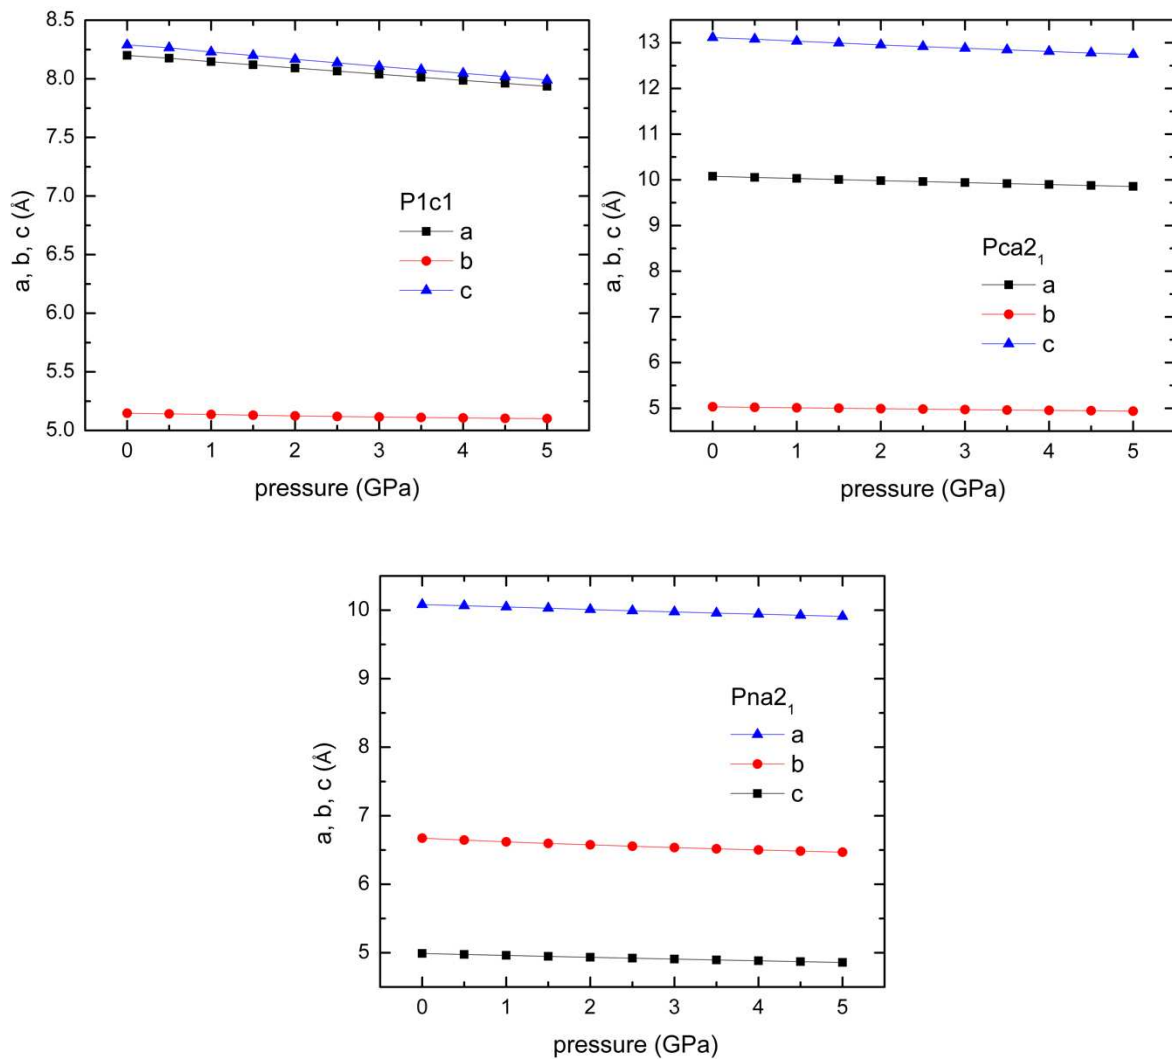 8.5
8.0
7.5
7.0
6.5
6.0
5.5
5.0
a, b, c (Å)
P1c1
a
b
c
0 1 2 3 4 5
pressure (GPa)
13
12
11
10
9
8
7
6
5
a, b, c (Å)
Pca2₁
a
b
c
0 1 2 3 4 5
pressure (GPa)
10
9
8
7
6
5
a, b, c (Å)
Pna2₁
a
b
c
0 1 2 3 4 5
pressure (GPa)